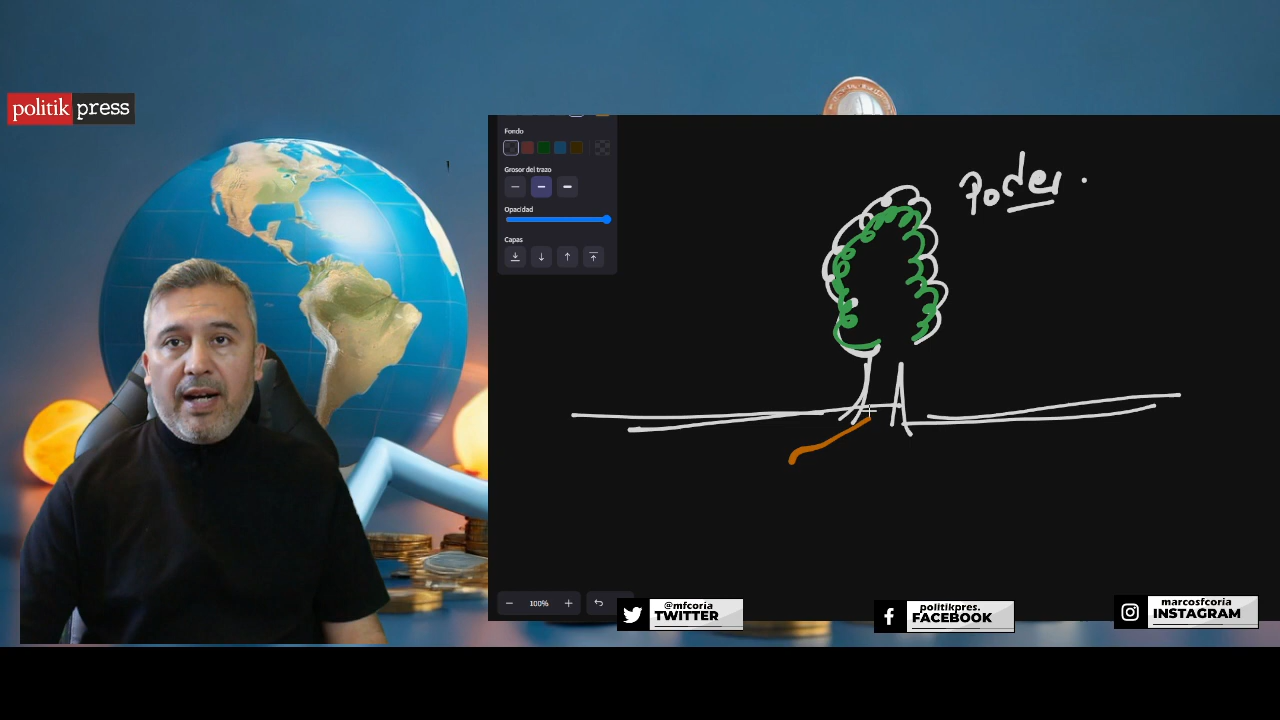 politik press
Fondo
Grosor del trazo
Opacidad
Capas
Poder.
100%
@mfcoria
TWITTER
politikpres.
FACEBOOK
marcosfcoria
INSTAGRAM